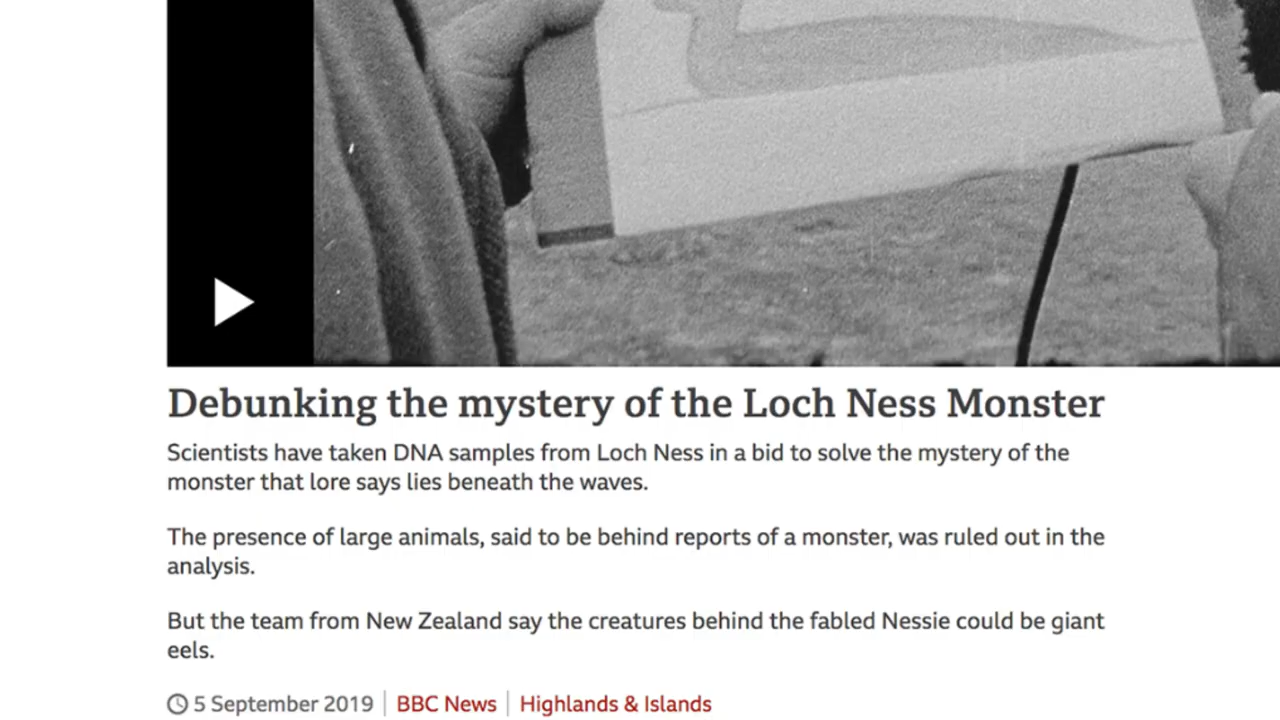 Debunking the mystery of the Loch Ness Monster
Scientists have taken DNA samples from Loch Ness in a bid to solve the mystery of the
monster that lore says lies beneath the waves.
The presence of large animals, said to be behind reports of a monster, was ruled out in the
analysis.
But the team from New Zealand say the creatures behind the fabled Nessie could be giant
eels.
5 September 2019 BBC News Highlands & Islands